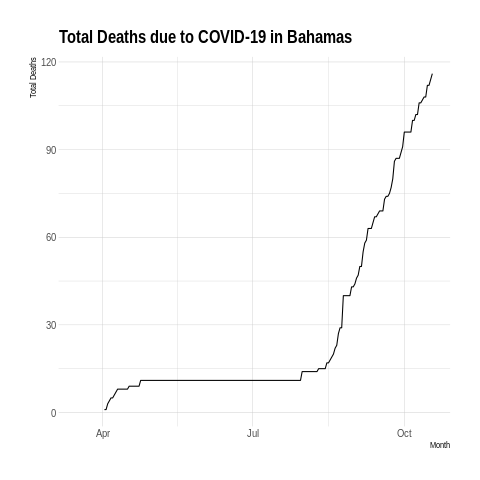 Total Deaths due to COVID-19 in Bahamas
Total Deaths
120
90
60
30
0
Apr
Jul
Oct
Month